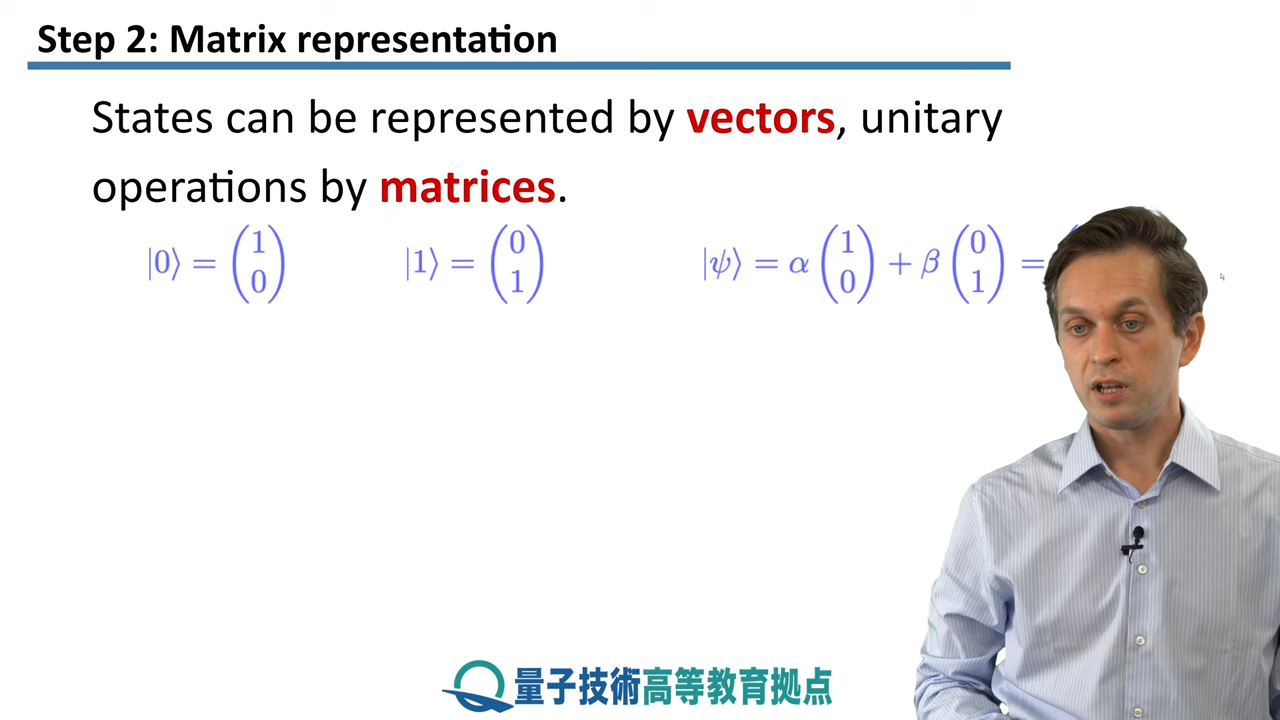 Step 2: Matrix representation
States can be represented by vectors, unitary
operations by matrices.
|0⟩ = (1 0) |1⟩ = (0 1) |ψ⟩ = α (1 0) + β (0 1) =
量子技術高等教育拠点